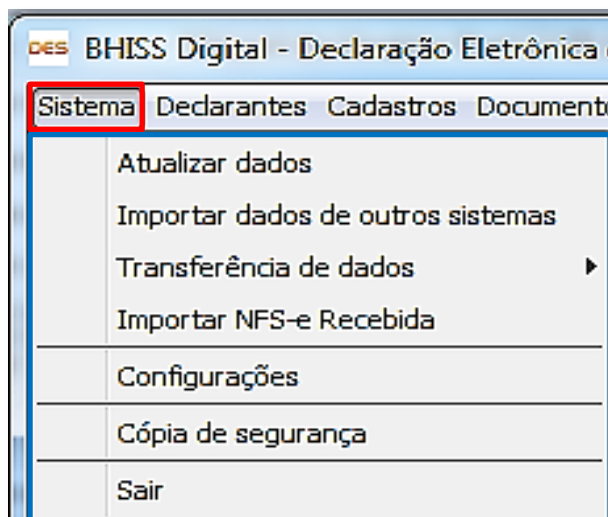 DES BHISS Digital - Declaração Eletrônica
Sistema Declarantes Cadastros
Atualizar dados
Importar dados de outros sistemas
Transferência de dados
Importar NFS-e Recebida
Configurações
Cópia de segurança
Sair